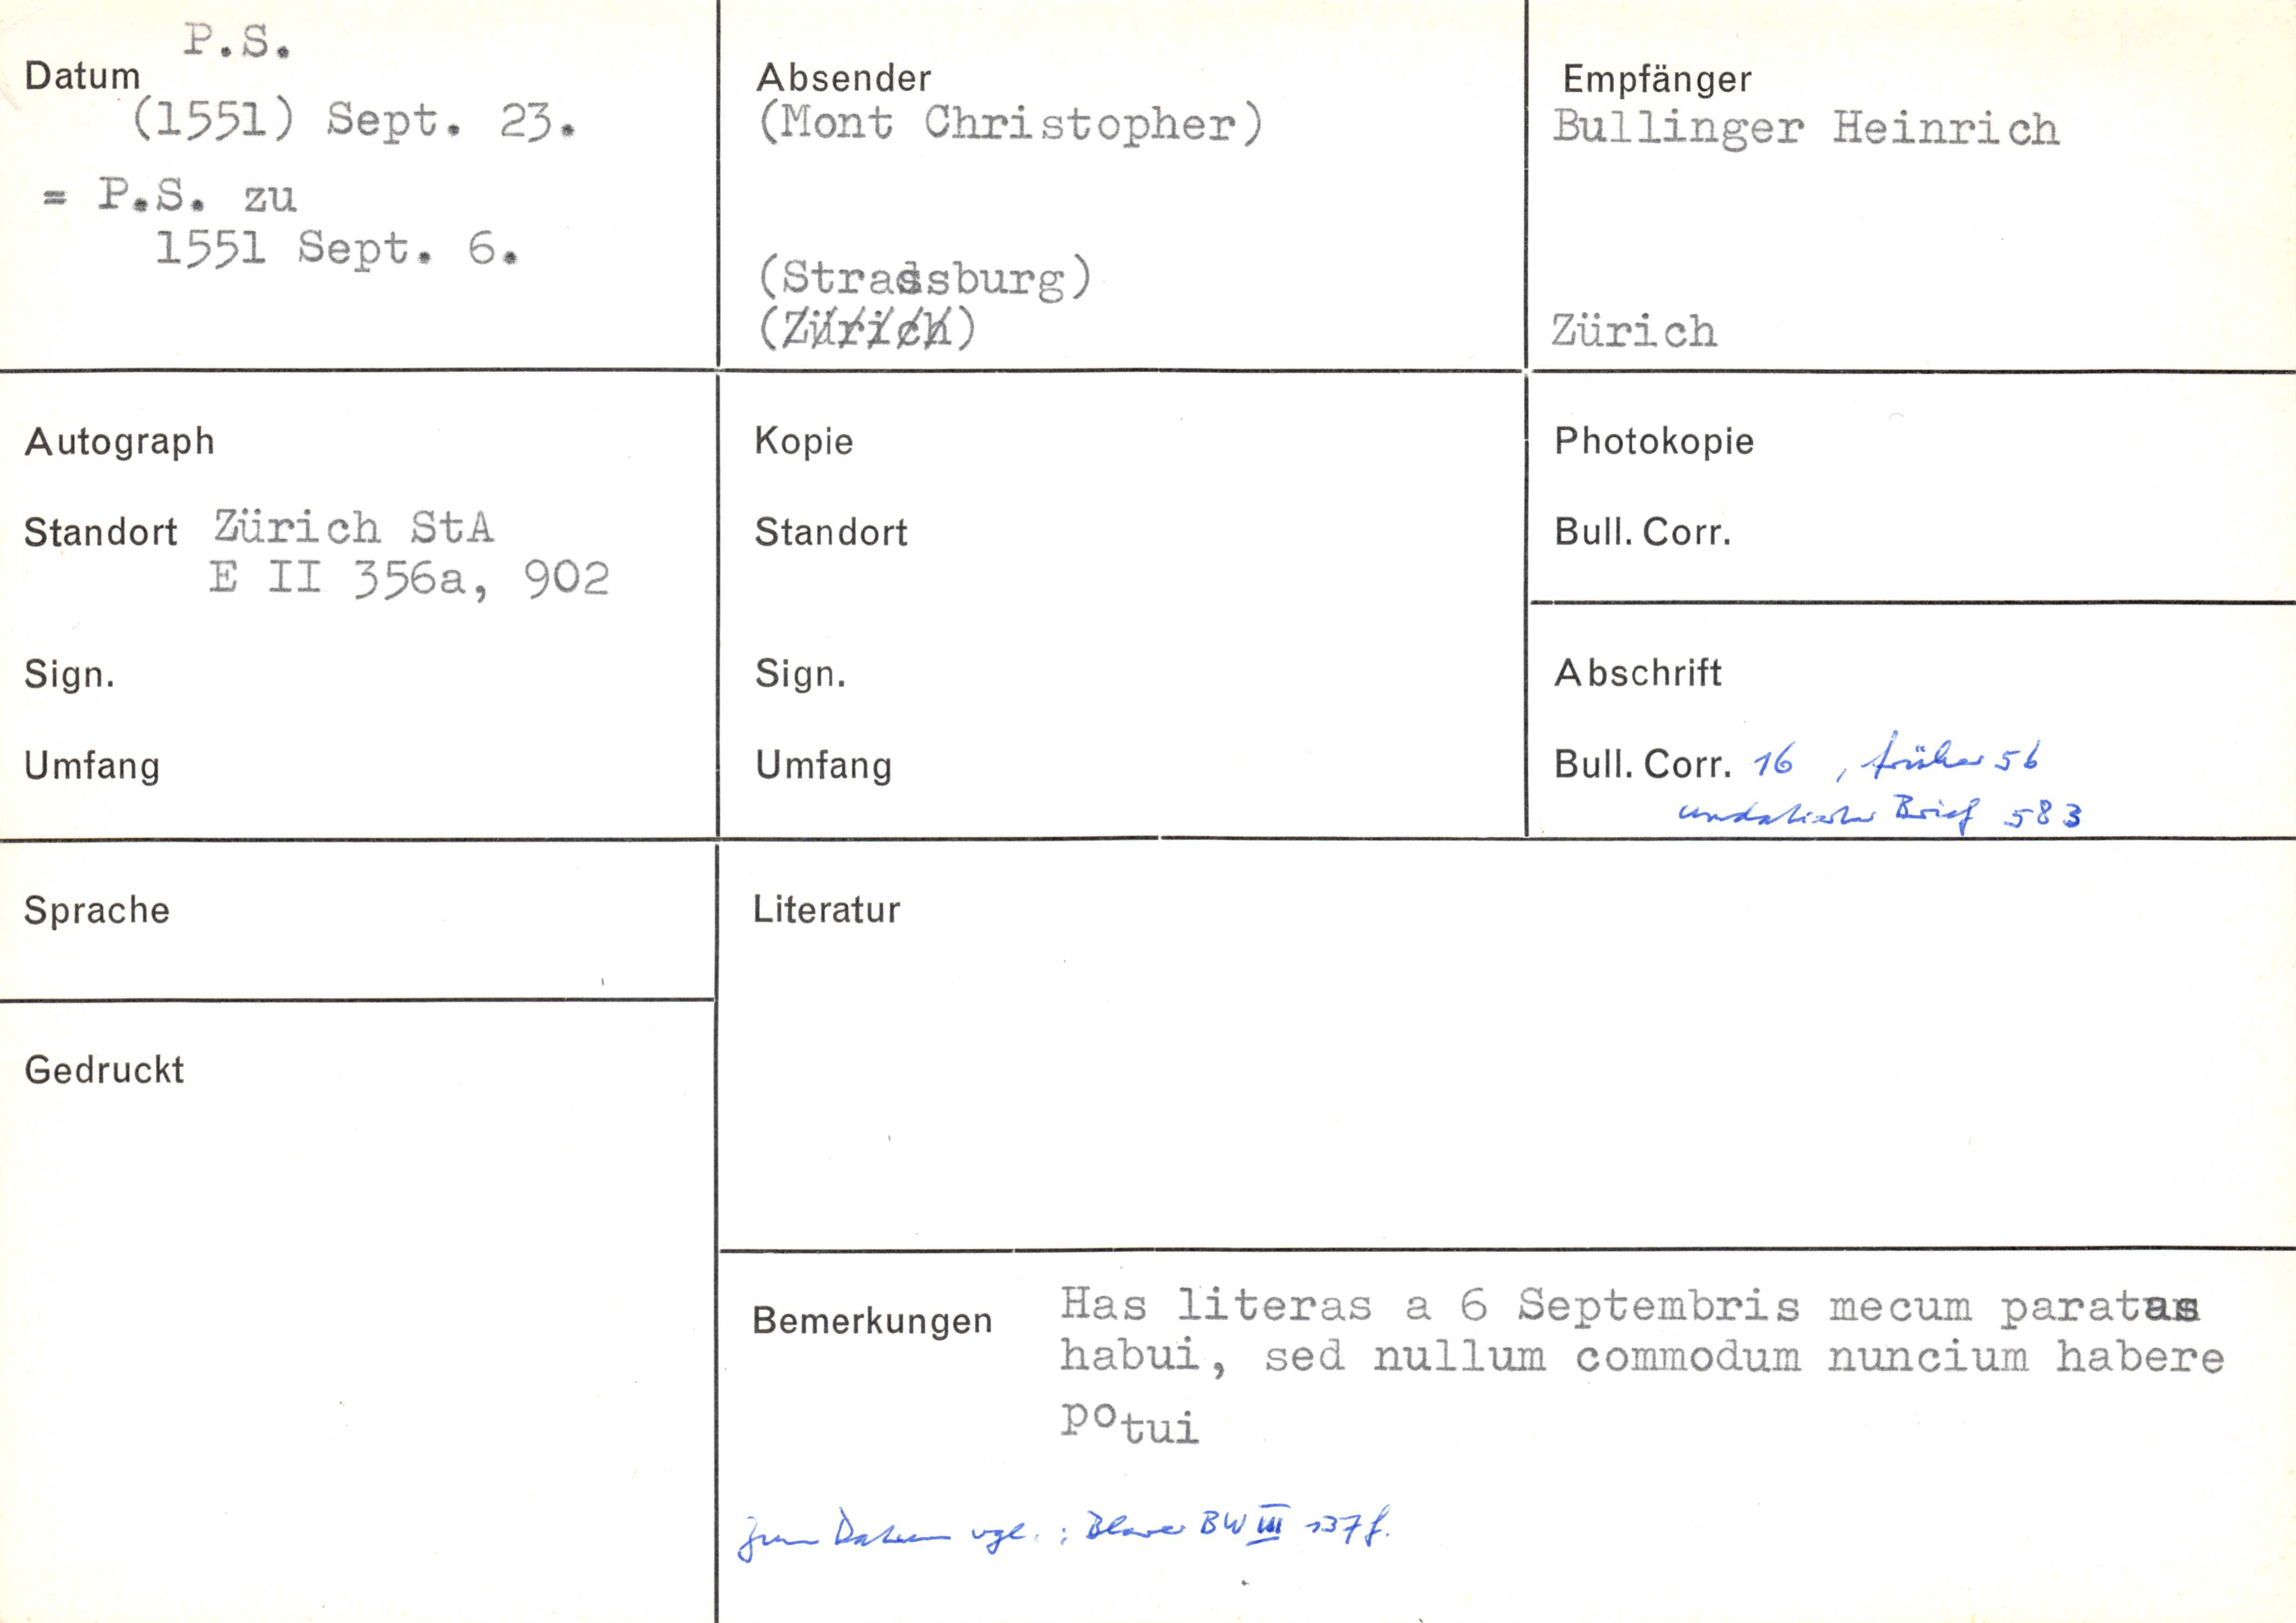 P.S.
Datum
(1551) Sept. 23.
= P.S. zu
1551 Sept. 6.
Absender
(Mont Christopher)
(Strassburg)
(Zürich)
Empfänger
Bullinger Heinrich
Zürich
Autograph
Standort Zürich StA
E II 356a, 902
Sign.
Umfang
Kopie
Standort
Sign.
Umfang
Photokopie
Bull. Corr.
Abschrift
Bull. Corr. 16 , früher 56
undatierter Brief 583
Sprache
Gedruckt
Literatur
Bemerkungen
Has literas a 6 Septembris mecum paratas
habui, sed nullum commodum nuncium habere
potui
Zum Datum vgl. : Blarer BW III 137 f.